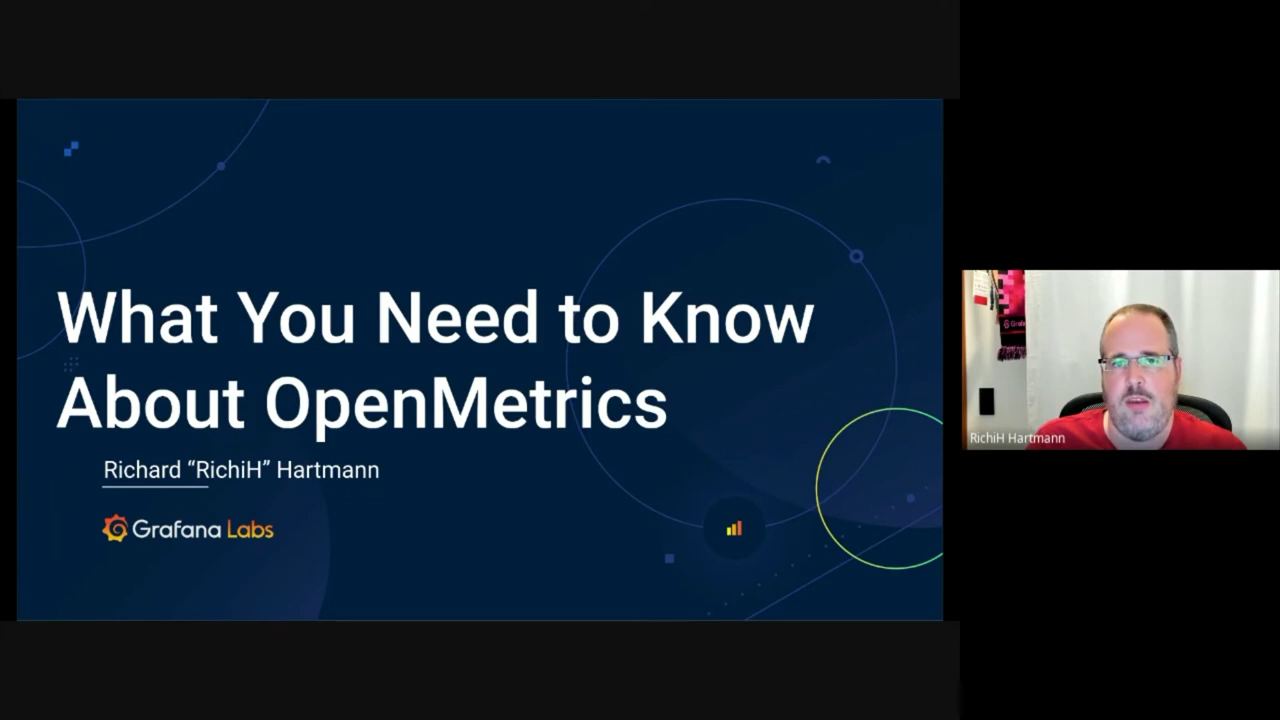 What You Need to Know
About OpenMetrics
Richard “RichiH” Hartmann
Grafana Labs
RichiH Hartmann